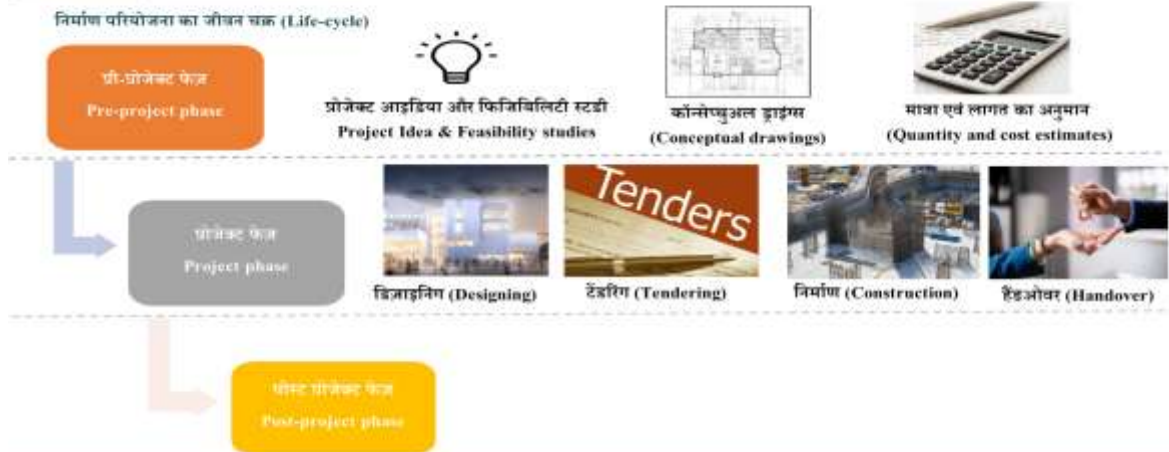 निर्माण परियोजना का जीवन चक्र (Life-cycle)
प्री-प्रोजेक्ट फेज़
Pre-project phase
प्रोजेक्ट आइडिया और फिजिबिलिटी स्टडी
Project Idea & Feasibility studies
कॉन्सेप्चुअल ड्राइंग्स
(Conceptual drawings)
मात्रा एवं लागत का अनुमान
(Quantity and cost estimates)
प्रोजेक्ट फेज़
Project phase
Tenders
डिज़ाइनिंग (Designing)
टेंडरिंग (Tendering)
निर्माण (Construction)
हैंडओवर (Handover)
पोस्ट प्रोजेक्ट फेज़
Post-project phase